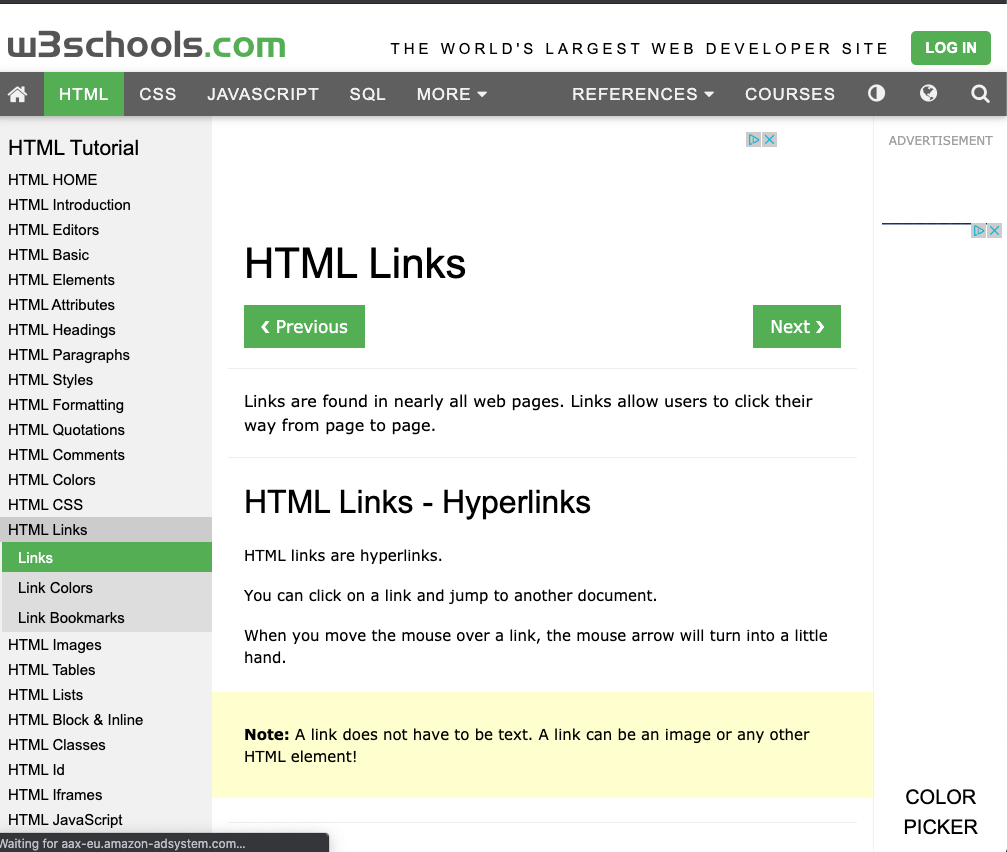 w3schools.com
THE WORLD'S LARGEST WEB DEVELOPER SITE
LOG IN
HTML CSS JAVASCRIPT SQL MORE REFERENCES COURSES
HTML Tutorial
HTML HOME
HTML Introduction
HTML Editors
HTML Basic
HTML Elements
HTML Attributes
HTML Headings
HTML Paragraphs
HTML Styles
HTML Formatting
HTML Quotations
HTML Comments
HTML Colors
HTML CSS
HTML Links
Links
Link Colors
Link Bookmarks
HTML Images
HTML Tables
HTML Lists
HTML Block & Inline
HTML Classes
HTML Id
HTML Iframes
HTML JavaScript
Waiting for aax-eu.amazon-adsystem.com...
HTML Links
❮ Previous
Next ❯
Links are found in nearly all web pages. Links allow users to click their
way from page to page.
HTML Links - Hyperlinks
HTML links are hyperlinks.
You can click on a link and jump to another document.
When you move the mouse over a link, the mouse arrow will turn into a little
hand.
Note: A link does not have to be text. A link can be an image or any other
HTML element!
ADVERTISEMENT
COLOR
PICKER